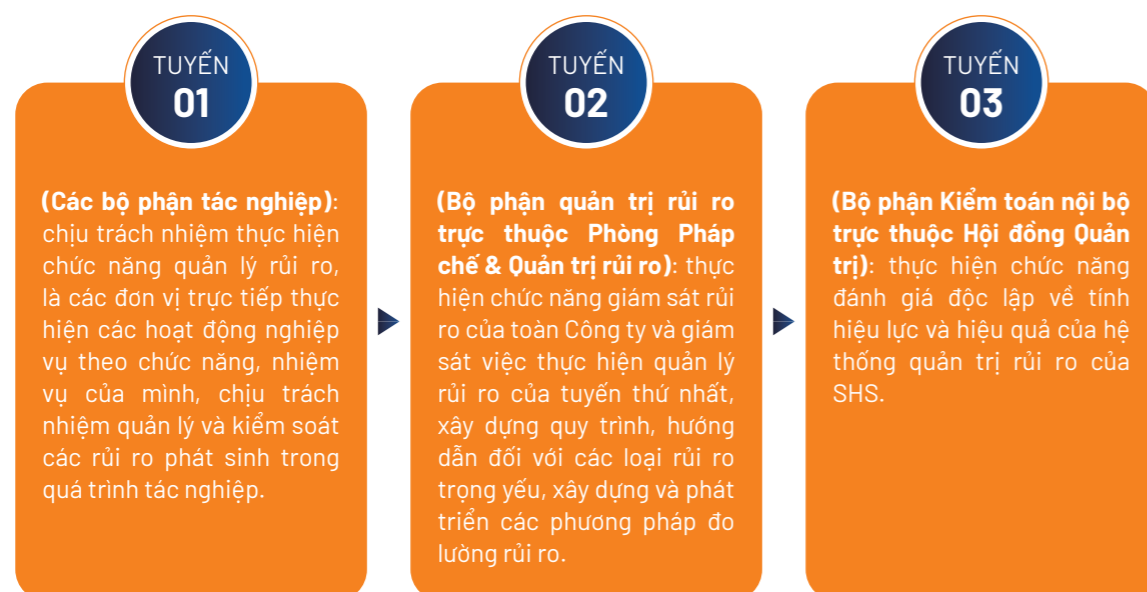 TUYẾN
01
(Các bộ phận tác nghiệp):
chịu trách nhiệm thực hiện
chức năng quản lý rủi ro,
là các đơn vị trực tiếp thực
hiện các hoạt động nghiệp
vụ theo chức năng, nhiệm
vụ của mình, chịu trách
nhiệm quản lý và kiểm soát
các rủi ro phát sinh trong
quá trình tác nghiệp.
TUYẾN
02
(Bộ phận quản trị rủi ro
trực thuộc Phòng Pháp
chế & Quản trị rủi ro): thực
hiện chức năng giám sát rủi
ro của toàn Công ty và giám
sát việc thực hiện quản lý
rủi ro của tuyến thứ nhất,
xây dựng quy trình, hướng
dẫn đối với các loại rủi ro
trọng yếu, xây dựng và phát
triển các phương pháp đo
lường rủi ro.
TUYẾN
03
(Bộ phận Kiểm toán nội bộ
trực thuộc Hội đồng Quản
trị): thực hiện chức năng
đánh giá độc lập về tính
hiệu lực và hiệu quả của hệ
thống quản trị rủi ro của
SHS.